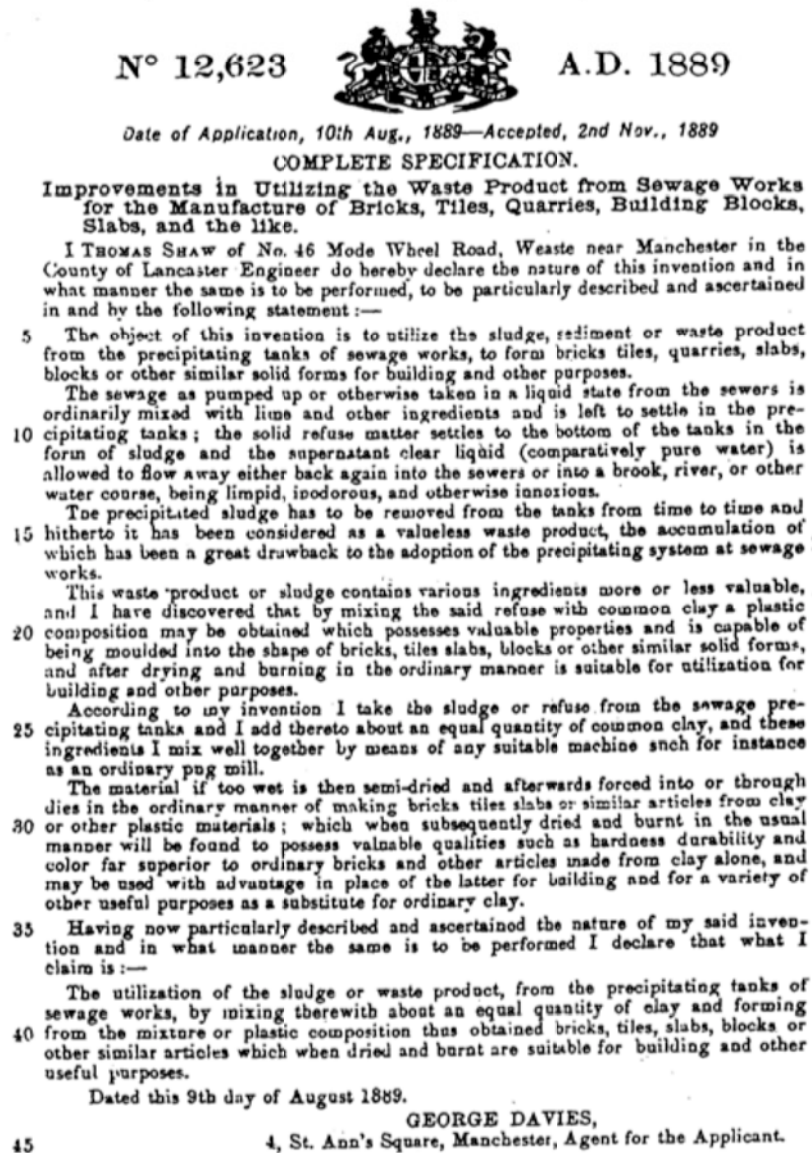 N° 12,623
A.D. 1889
Date of Application, 10th Aug., 1889—Accepted, 2nd Nov., 1889
COMPLETE SPECIFICATION.
Improvements in Utilizing the Waste Product from Sewage Works
for the Manufacture of Bricks, Tiles, Quarries, Building Blocks,
Slabs, and the like.
I THOMAS SHAW of No. 46 Mode Wheel Road, Weaste near Manchester in the
County of Lancaster Engineer do hereby declare the nature of this invention and in
what manner the same is to be performed, to be particularly described and ascertained
in and by the following statement :—
5 The object of this invention is to utilize the sludge, sediment or waste product
from the precipitating tanks of sewage works, to form bricks tiles, quarries, slabs,
blocks or other similar solid forms for building and other purposes.
The sewage as pumped up or otherwise taken in a liquid state from the sewers is
ordinarily mixed with lime and other ingredients and is left to settle in the pre-
10 cipitating tanks ; the solid refuse matter settles to the bottom of the tanks in the
form of sludge and the supernatant clear liquid (comparatively pure water) is
allowed to flow away either back again into the sewers or into a brook, river, or other
water course, being limpid, inodorous, and otherwise innoxious.
The precipitated sludge has to be removed from the tanks from time to time and
15 hitherto it has been considered as a valueless waste product, the accumulation of
which has been a great drawback to the adoption of the precipitating system at sewage
works.
This waste product or sludge contains various ingredients more or less valuable,
and I have discovered that by mixing the said refuse with common clay a plastic
20 composition may be obtained which possesses valuable properties and is capable of
being moulded into the shape of bricks, tiles slabs, blocks or other similar solid forms,
and after drying and burning in the ordinary manner is suitable for utilization for
building and other purposes.
According to my invention I take the sludge or refuse from the sewage pre-
25 cipitating tanks and I add thereto about an equal quantity of common clay, and these
ingredients I mix well together by means of any suitable machine such for instance
as an ordinary pug mill.
The material if too wet is then semi-dried and afterwards forced into or through
dies in the ordinary manner of making bricks tiles slabs or similar articles from clay
30 or other plastic materials ; which when subsequently dried and burnt in the usual
manner will be found to possess valuable qualities such as hardness durability and
color far superior to ordinary bricks and other articles made from clay alone, and
may be used with advantage in place of the latter for building and for a variety of
other useful purposes as a substitute for ordinary clay.
35 Having now particularly described and ascertained the nature of my said inven-
tion and in what manner the same is to be performed I declare that what I
claim is :—
The utilization of the sludge or waste product, from the precipitating tanks of
sewage works, by mixing therewith about an equal quantity of clay and forming
40 from the mixture or plastic composition thus obtained bricks, tiles, slabs, blocks or
other similar articles which when dried and burnt are suitable for building and other
useful purposes.
Dated this 9th day of August 1889.
GEORGE DAVIES,
45 4, St. Ann's Square, Manchester, Agent for the Applicant.